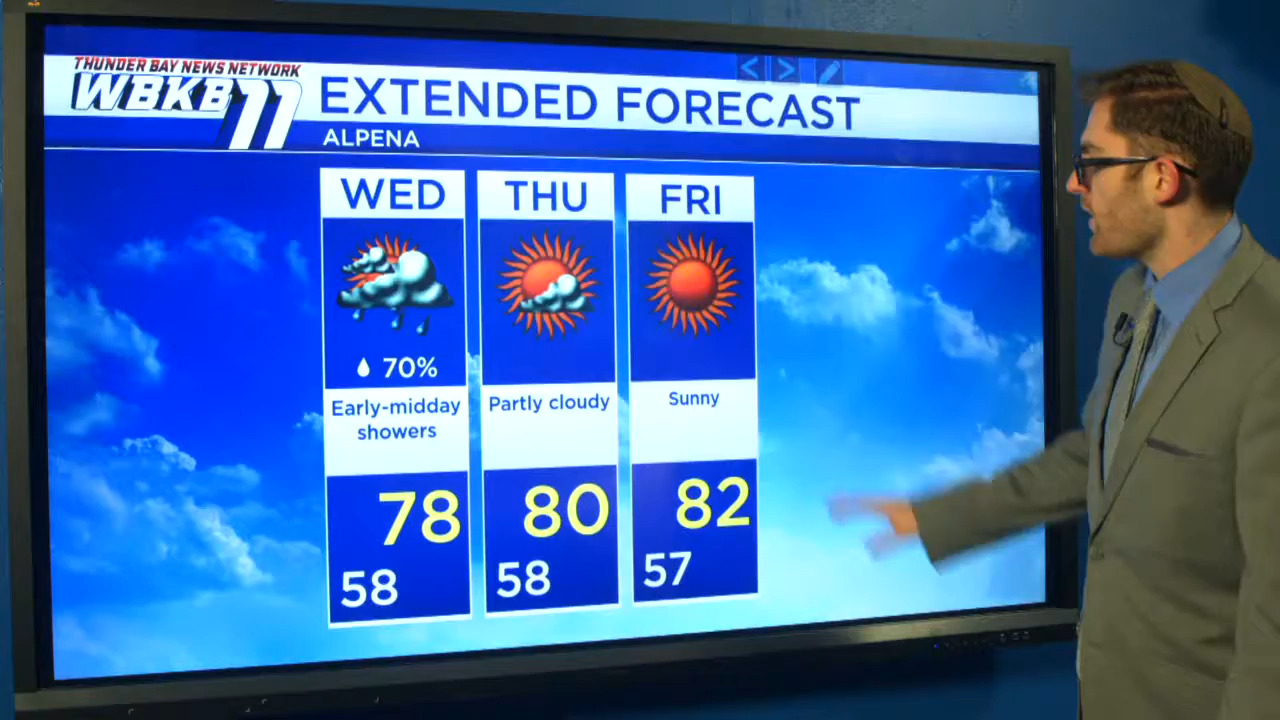 THUNDER BAY NEWS NETWORK
WBKB 11
EXTENDED FORECAST
ALPENA
WED
70%
Early-midday
showers
78
58
THU
Partly cloudy
80
58
FRI
Sunny
82
57